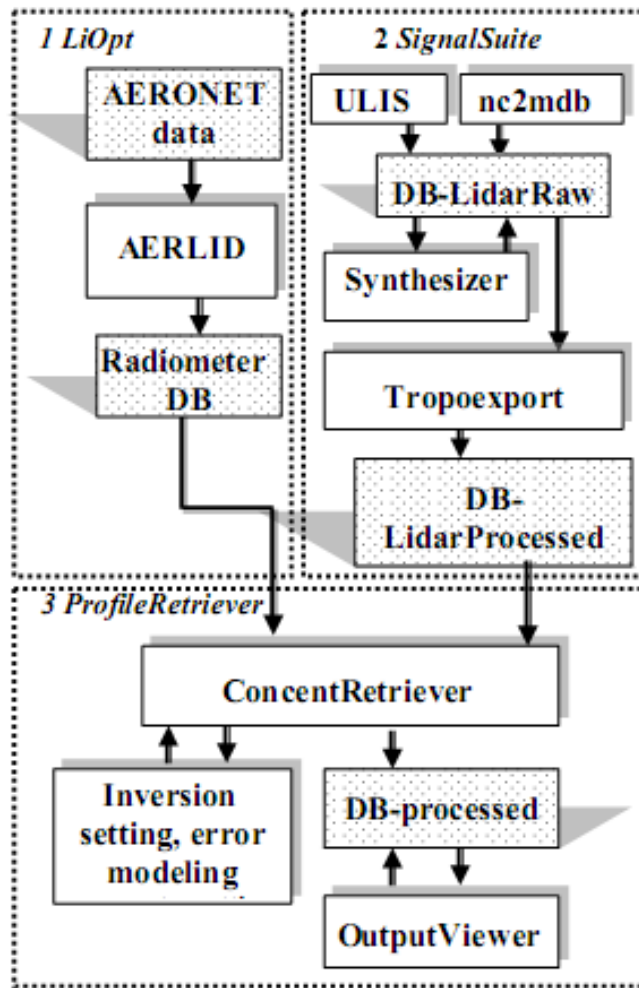 1 LiOpt
AERONET
data
AERLID
Radiometer
DB
2 SignalSuite
ULIS
nc2mdb
DB-LidarRaw
Synthesizer
Tropoexport
DB-
LidarProcessed
3 ProfileRetriever
ConcentRetriever
Inversion
setting, error
modeling
DB-processed
OutputViewer